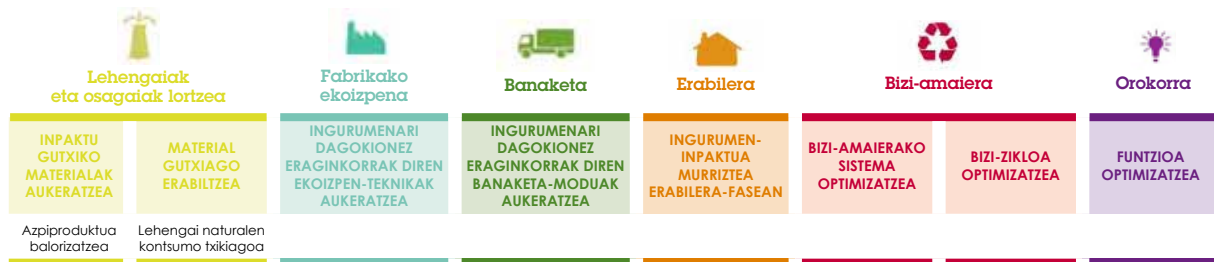 Lehengaiak
eta osagaiak lortzea
Fabrikako
ekoizpena
Banaketa
Erabilera
Bizi-amaiera
Orokorra
INPAKTU
GUTXIKO
MATERIALAK
AUKERATZEA
MATERIAL
GUTXIAGO
ERABILTZEA
INGURUMENARI
DAGOKIONEZ
ERAGINKORRAK DIREN
EKOIZPEN-TEKNIKAK
AUKERATZEA
INGURUMENARI
DAGOKIONEZ
ERAGINKORRAK DIREN
BANAKETA-MODUAK
AUKERATZEA
INGURUMEN-
INPAKTUA
MURRIZTEA
ERABILERA-FASEAN
BIZI-AMAIERAKO
SISTEMA
OPTIMIZATZEA
BIZI-ZIKLOA
OPTIMIZATZEA
FUNTZIOA
OPTIMIZATZEA
Azpiproduktua
balorizatzea
Lehengai naturalen
kontsumo txikiagoa